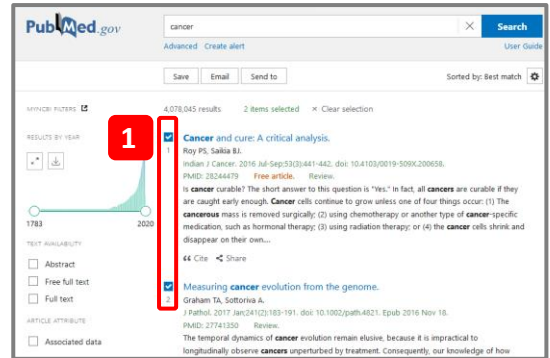 PubMed.gov
cancer
Search
Advanced Create alert
User Guide
Save Email Send to
Sorted by: Best match
MYNCBI FILTERS
4,078,045 results 2 items selected × Clear selection
RESULTS BY YEAR
1
1783 2020
TEXT AVAILABILITY
Abstract
Free full text
Full text
ARTICLE ATTRIBUTE
Associated data
Cancer and cure: A critical analysis.
1
Roy PS, Saikia BJ.
Indian J Cancer. 2016 Jul-Sep;53(3):441-442. doi: 10.4103/0019-509X.200658.
PMID: 28244479 Free article. Review.
Is cancer curable? The short answer to this question is "Yes." In fact, all cancers are curable if they
are caught early enough. Cancer cells continue to grow unless one of four things occur: (1) The
cancerous mass is removed surgically; (2) using chemotherapy or another type of cancer-specific
medication, such as hormonal therapy; (3) using radiation therapy; or (4) the cancer cells shrink and
disappear on their own....
Cite Share
Measuring cancer evolution from the genome.
2
Graham TA, Sottoriva A.
J Pathol. 2017 Jan;241(2):183-191. doi: 10.1002/path.4821. Epub 2016 Nov 18.
PMID: 27741350 Review.
The temporal dynamics of cancer evolution remain elusive, because it is impractical to
longitudinally observe cancers unperturbed by treatment. Consequently, our knowledge of how